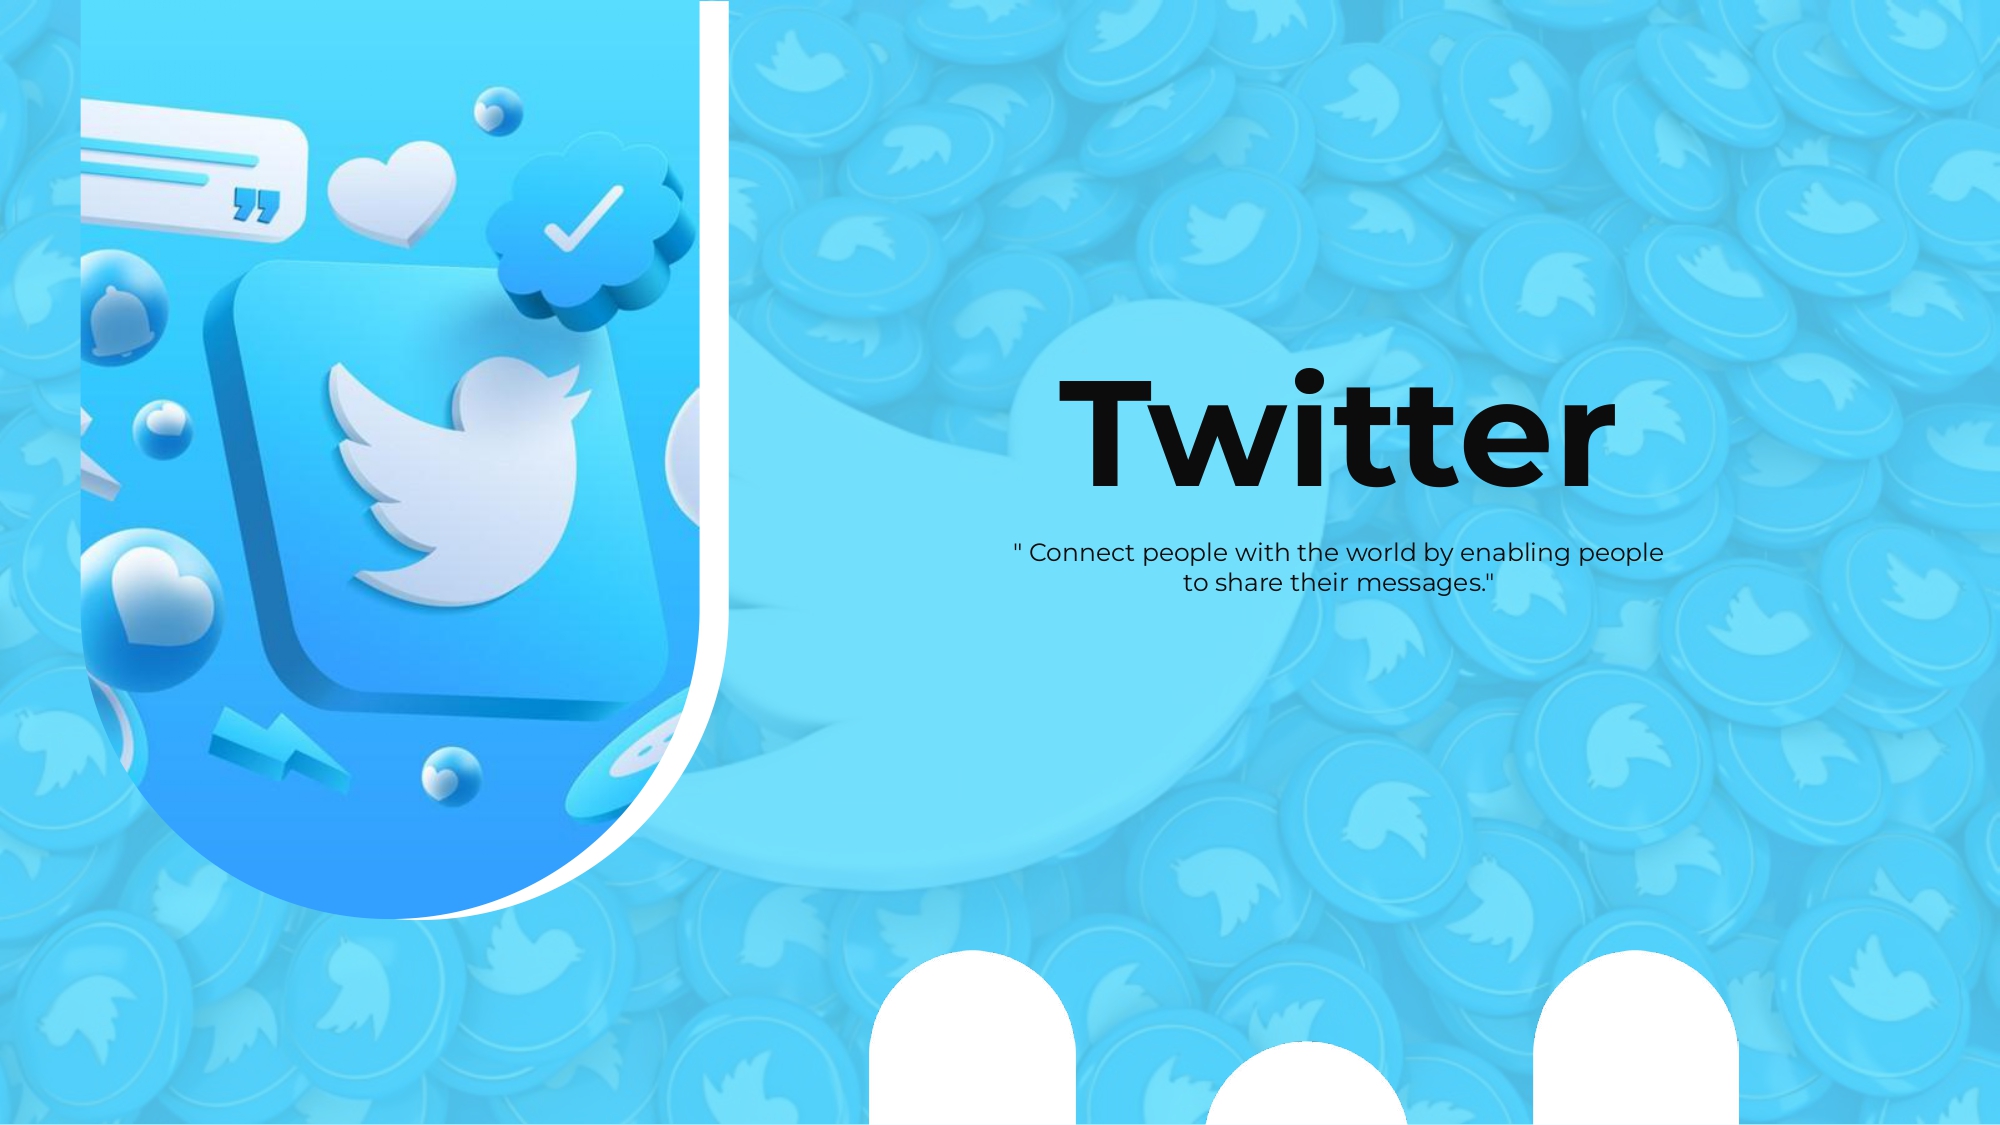 Twitter
" Connect people with the world by enabling people
to share their messages."